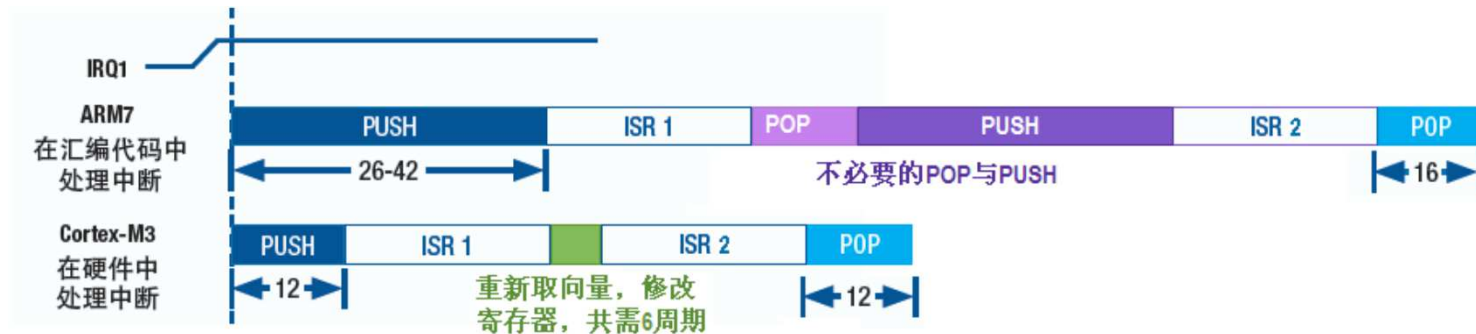 IRQ1
ARM7
在汇编代码中
处理中断
PUSH
ISR 1
POP
PUSH
ISR 2
POP
26-42
不必要的POP与PUSH
16
Cortex-M3
在硬件中
处理中断
PUSH
ISR 1
ISR 2
POP
12
重新取向量，修改
寄存器，共需6周期
12